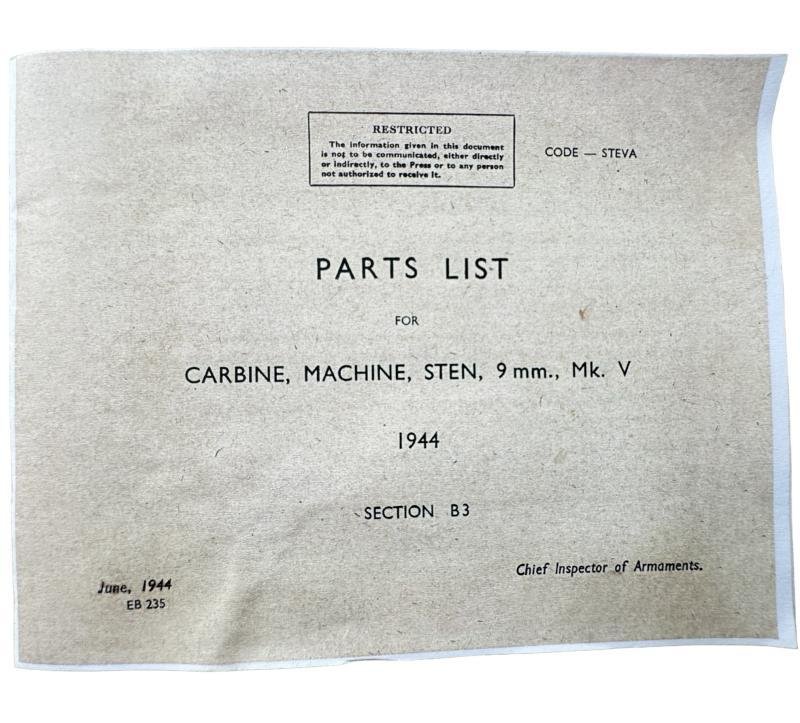 RESTRICTED
The information given in this document
is not to be communicated, either directly
or indirectly, to the Press or to any person
not authorized to receive it.
CODE — STEVA
PARTS LIST
FOR
CARBINE, MACHINE, STEN, 9 mm., Mk. V
1944
SECTION B3
Chief Inspector of Armaments.
June, 1944
EB 235